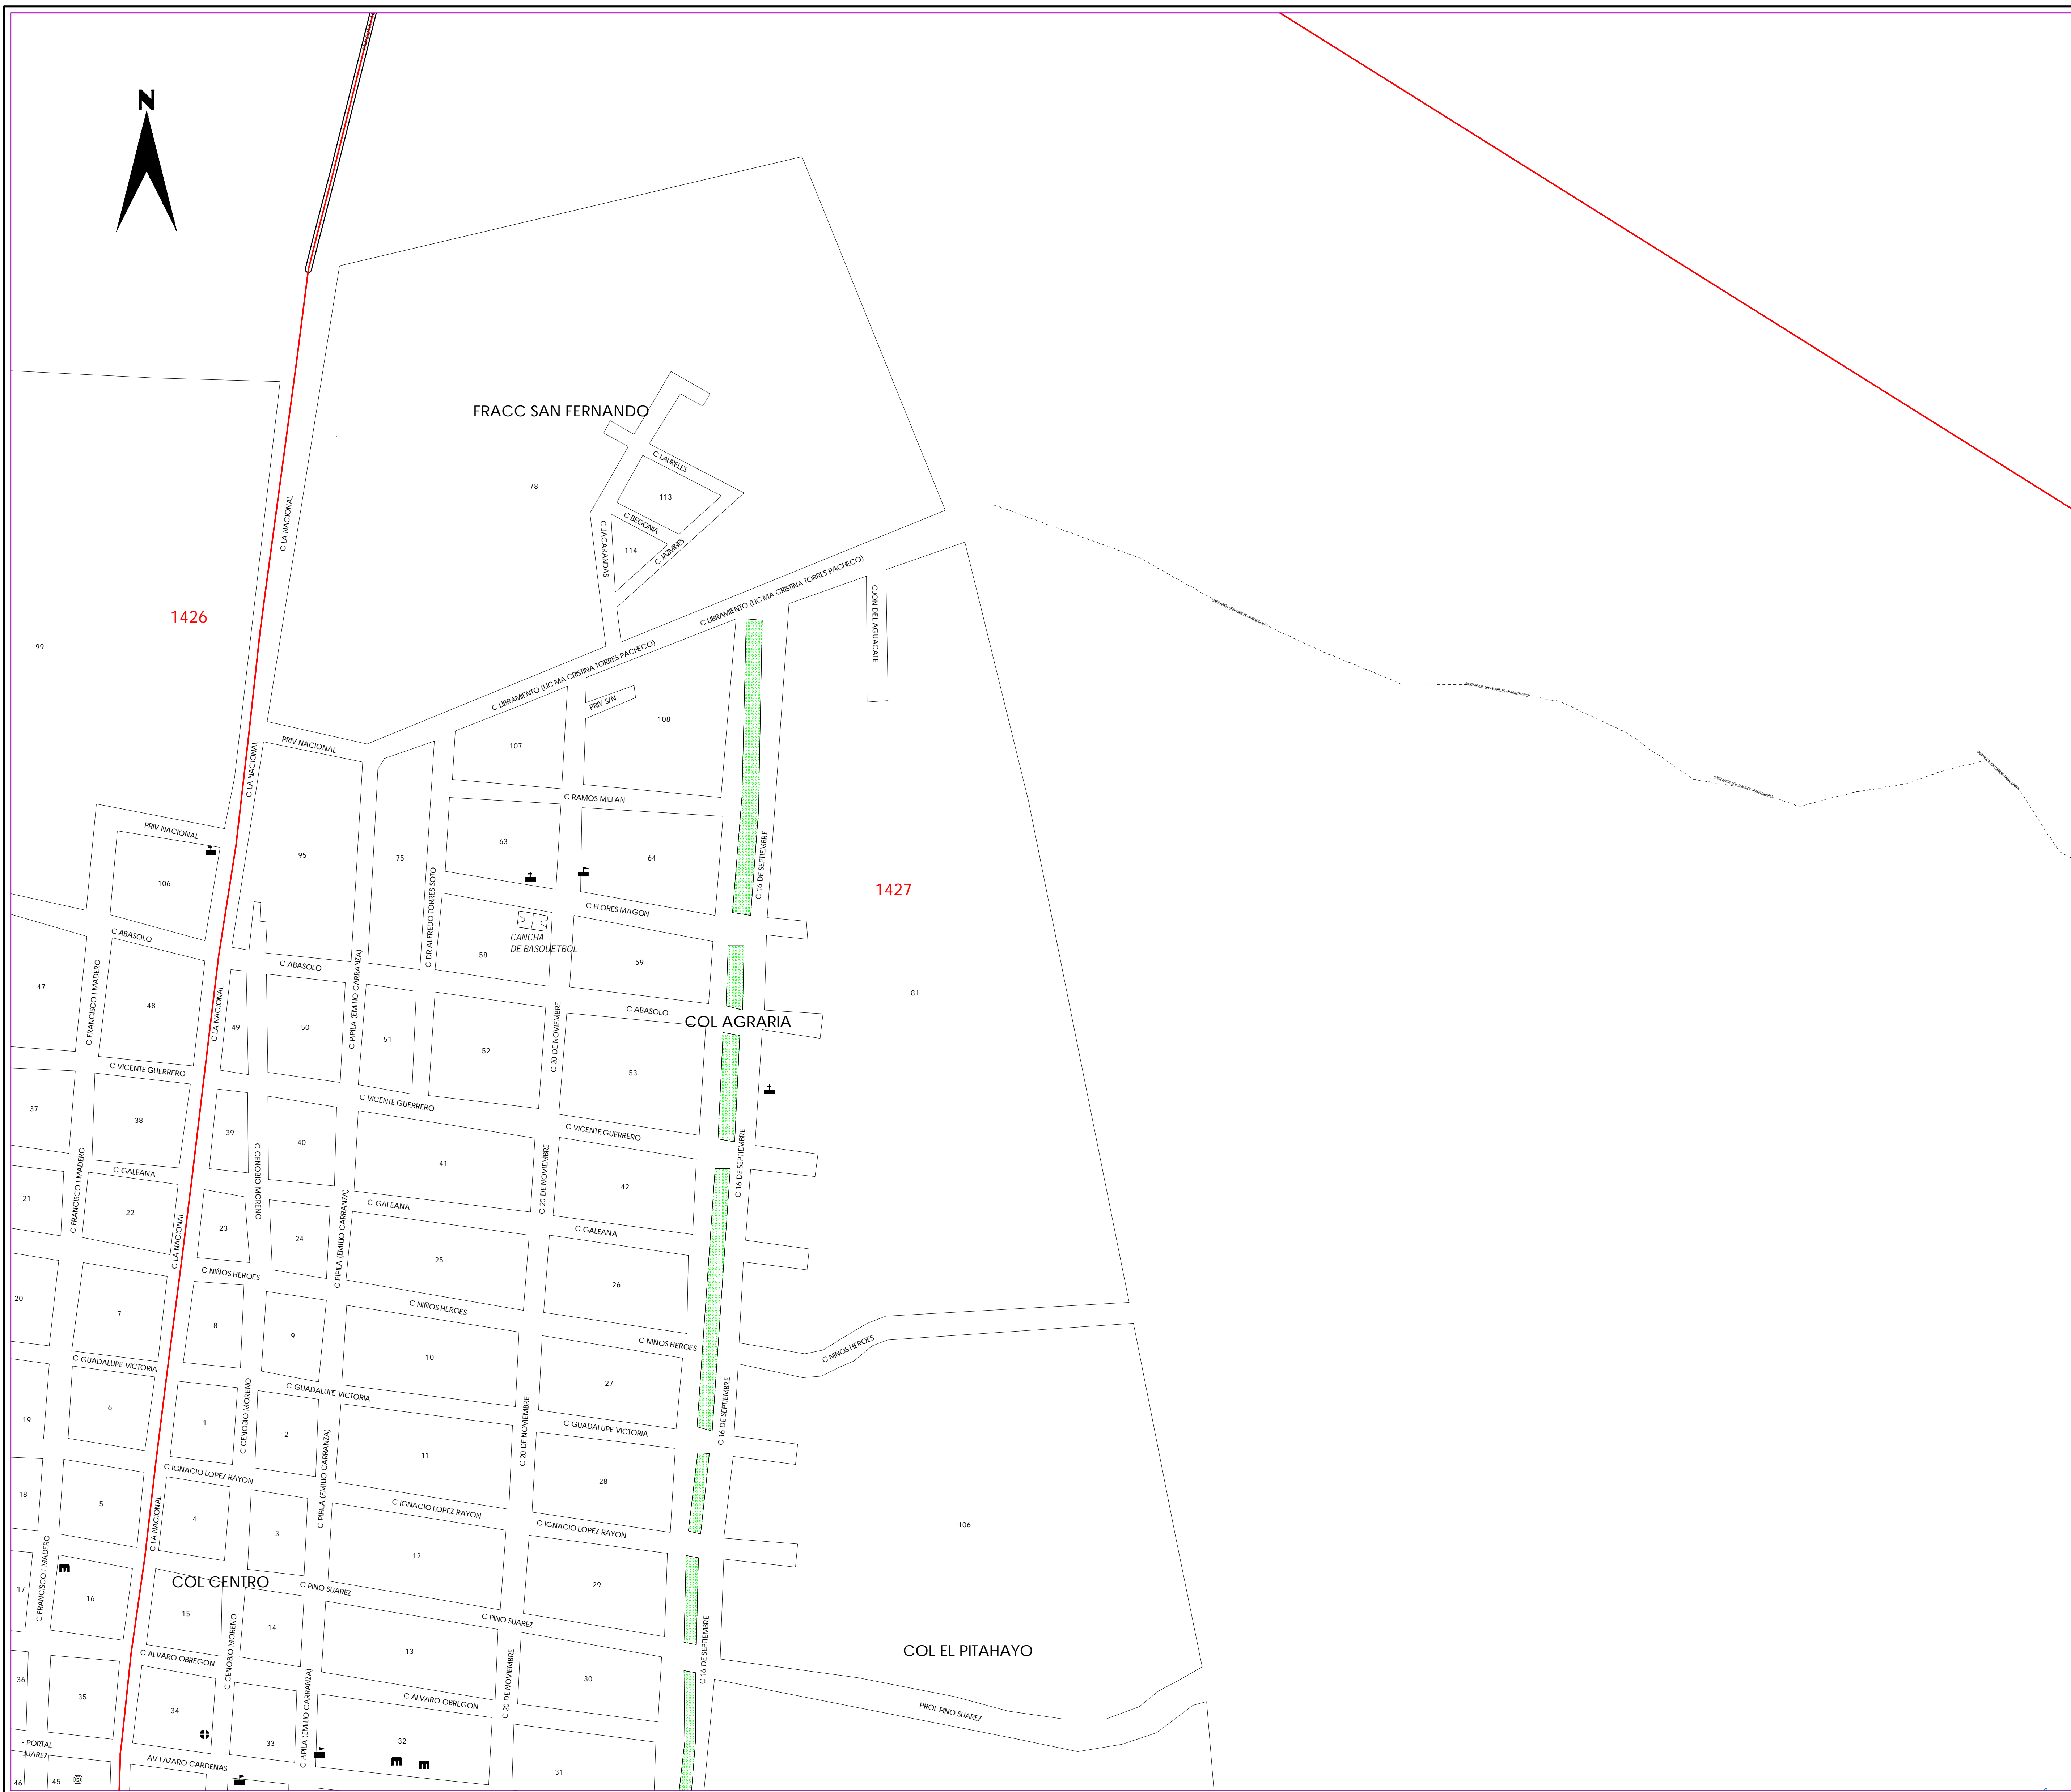 N
FRACC SAN FERNANDO
C LAURELES
78
113
C LA NACIONAL
C BEGONIA
C JACARANDAS
114
C JAZMINES
C LIBRAMIENTO (LIC MA CRISTINA TORRES PACHECO)
1426
C JON DEL AGUACATE
99
C LIBRAMIENTO (LIC MA CRISTINA TORRES PACHECO)
PRIV S/N
108
PRIV NACIONAL
107
C LA NACIONAL
C RAMOS MILLAN
PRIV NACIONAL
63
95
75
64
C 16 DE SEPTIEMBRE
106
1427
C DR ALFREDO TORRES SOTO
C FLORES MAGON
C ABASOLO
CANCHA
DE BASQUETBOL
58
59
C ABASOLO
47
C FRANCISCO I MADERO
48
C LA NACIONAL
49
50
C PIPILA (EMILIO CARRANZA)
51
52
C 20 DE NOVIEMBRE
C ABASOLO
COL AGRARIA
81
53
C VICENTE GUERRERO
C VICENTE GUERRERO
37
38
39
40
C VICENTE GUERRERO
41
42
C CENOBIO MORENO
C GALEANA
C FRANCISCO I MADERO
C 20 DE NOVIEMBRE
C 16 DE SEPTIEMBRE
21
22
23
24
C GALEANA
C GALEANA
C LA NACIONAL
C PIPILA (EMILIO CARRANZA)
25
26
C NIÑOS HEROES
20
7
8
9
C NIÑOS HEROES
10
C NIÑOS HEROES
C NIÑOS HEROES
27
C GUADALUPE VICTORIA
C GUADALUPE VICTORIA
C GUADALUPE VICTORIA
19
6
1
C CENOBIO MORENO
2
11
C 20 DE NOVIEMBRE
C 16 DE SEPTIEMBRE
28
C IGNACIO LOPEZ RAYON
C PIPILA (EMILIO CARRANZA)
18
5
C LA NACIONAL
4
3
C IGNACIO LOPEZ RAYON
C IGNACIO LOPEZ RAYON
106
12
29
COL CENTRO
C PINO SUAREZ
17
C FRANCISCO I MADERO
16
15
14
C PINO SUAREZ
13
30
C CENOBIO MORENO
C ALVARO OBREGON
COL EL PITAHAYO
C 16 DE SEPTIEMBRE
36
35
34
33
C PIPILA (EMILIO CARRANZA)
C ALVARO OBREGON
C 20 DE NOVIEMBRE
PROL PINO SUAREZ
32
- PORTAL
JUAREZ
AV LAZARO CARDENAS
46
45
31